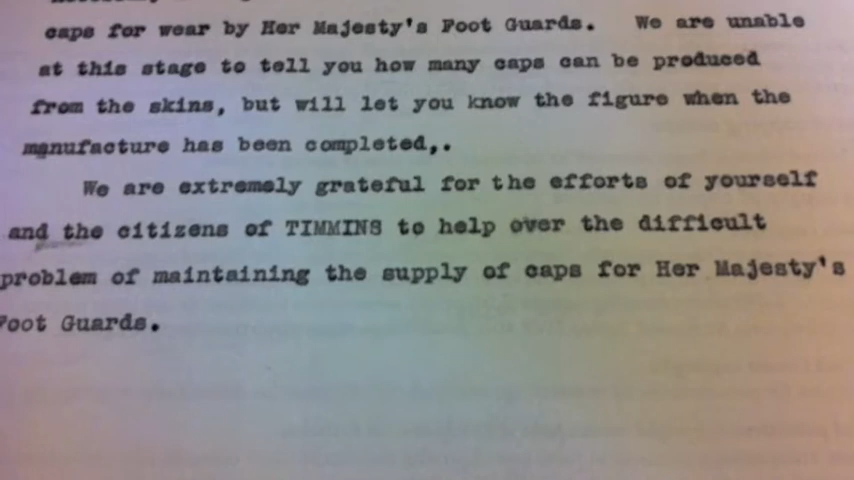 caps for wear by Her Majesty's Foot Guards. We are unable
at this stage to tell you how many caps can be produced
from the skins, but will let you know the figure when the
manufacture has been completed,.
We are extremely grateful for the efforts of yourself
and the citizens of TIMMINS to help over the difficult
problem of maintaining the supply of caps for Her Majesty's
Foot Guards.